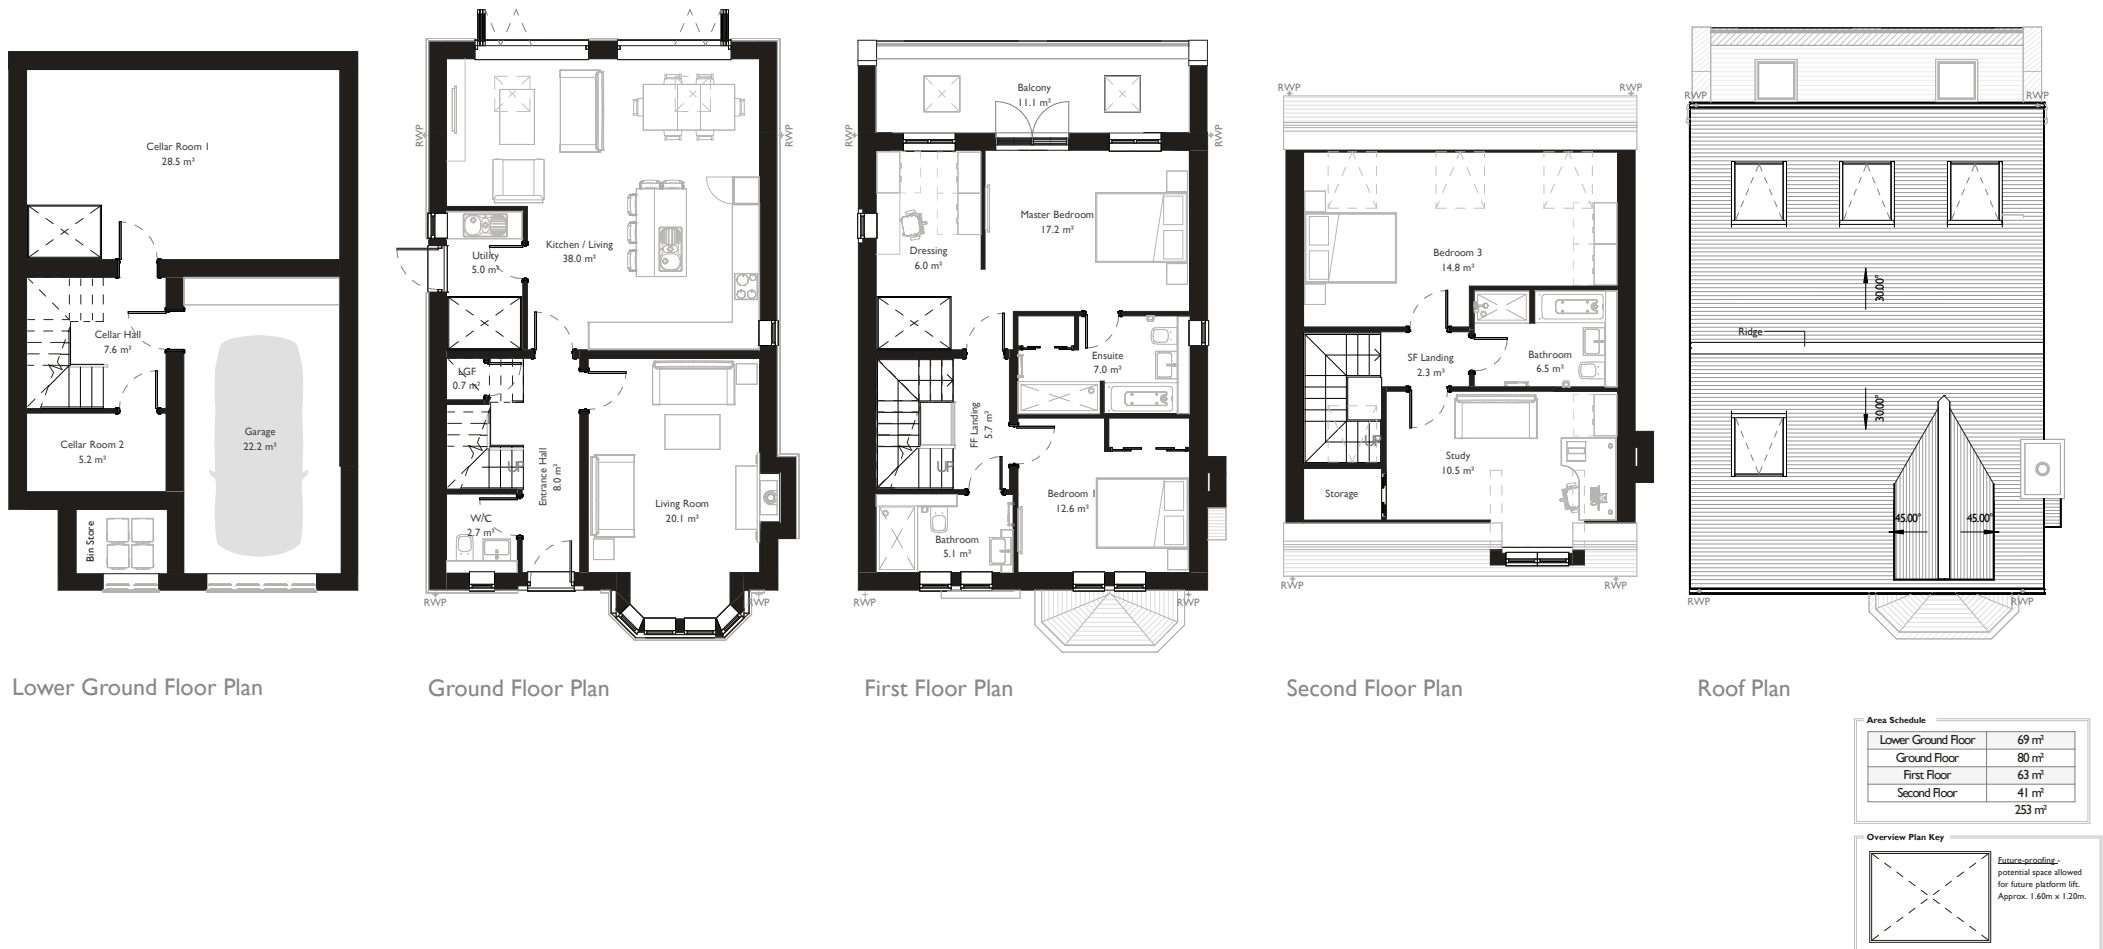 Cellar Room 1
28.5 m²
Cellar Hall
7.6 m²
Cellar Room 2
5.2 m²
Garage
22.2 m²
Bin Store
Lower Ground Floor Plan
RWP
RWP
Kitchen / Living
38.0 m²
Utility
5.0 m²
LGF
0.7 m²
UP
Entrance Hall
8.0 m²
Living Room
20.1 m²
W/C
2.7 m²
RWP
RWP
Ground Floor Plan
Balcony
11.1 m²
RWP
RWP
Master Bedroom
17.2 m²
Dressing
6.0 m²
Ensuite
7.0 m²
FF Landing
5.7 m²
UP
Bedroom 1
12.6 m²
Bathroom
5.1 m²
RWP
RWP
First Floor Plan
RWP
RWP
Bedroom 3
14.8 m²
SF Landing
2.3 m²
Bathroom
6.5 m²
UP
Study
10.5 m²
Storage
RWP
RWP
Second Floor Plan
RWP
RWP
30.00°
Ridge
30.00°
45.00°
45.00°
RWP
RWP
Roof Plan
Area Schedule
Lower Ground Floor 69 m²
Ground Floor 80 m²
First Floor 63 m²
Second Floor 41 m²
253 m²
Overview Plan Key
Future-proofing -
potential space allowed
for future platform lift.
Approx. 1.60m x 1.20m.